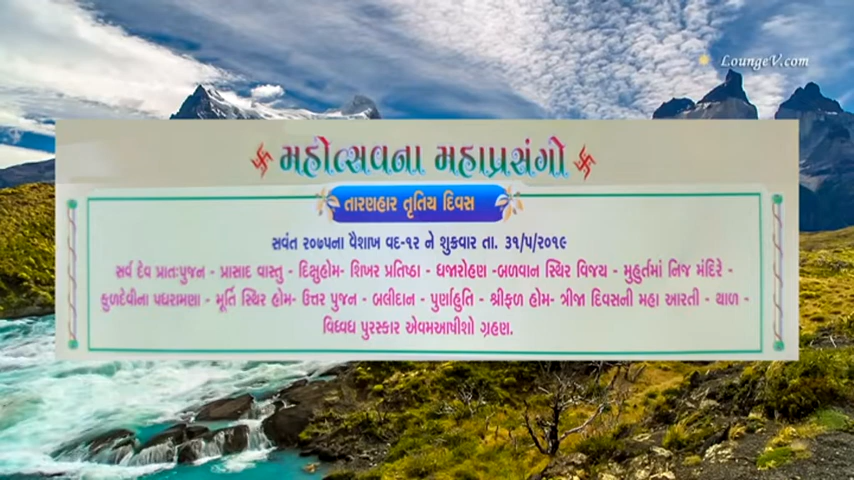 LoungeV.com
મહોત્સવના મહાપ્રસંગો
તારણહાર તૃતિય દિવસ
સવંત ૨૦૭૫ના વૈશાખ વદ-૧૨ ને શુક્રવાર તા. ૩૧/૫/૨૦૧૯
સર્વ દેવ પ્રાતઃપુજન - પ્રાસાદ વાસ્તુ - દિક્ષુહોમ- શિખર પ્રતિષ્ઠા - ધજારોહણ -બળવાન સ્થિર વિજય - મુહુર્તમાં નિજ મંદિરે -
કુળદેવીના પધરામણા - મૂર્તિ સ્થિર હોમ- ઉત્તર પુજન - બલીદાન - પુર્ણાહુતિ - શ્રીફળ હોમ- ત્રીજા દિવસની મહા આરતી - થાળ -
વિધ્વધ પુરસ્કાર એવમઆષીશો ગ્રહણ.